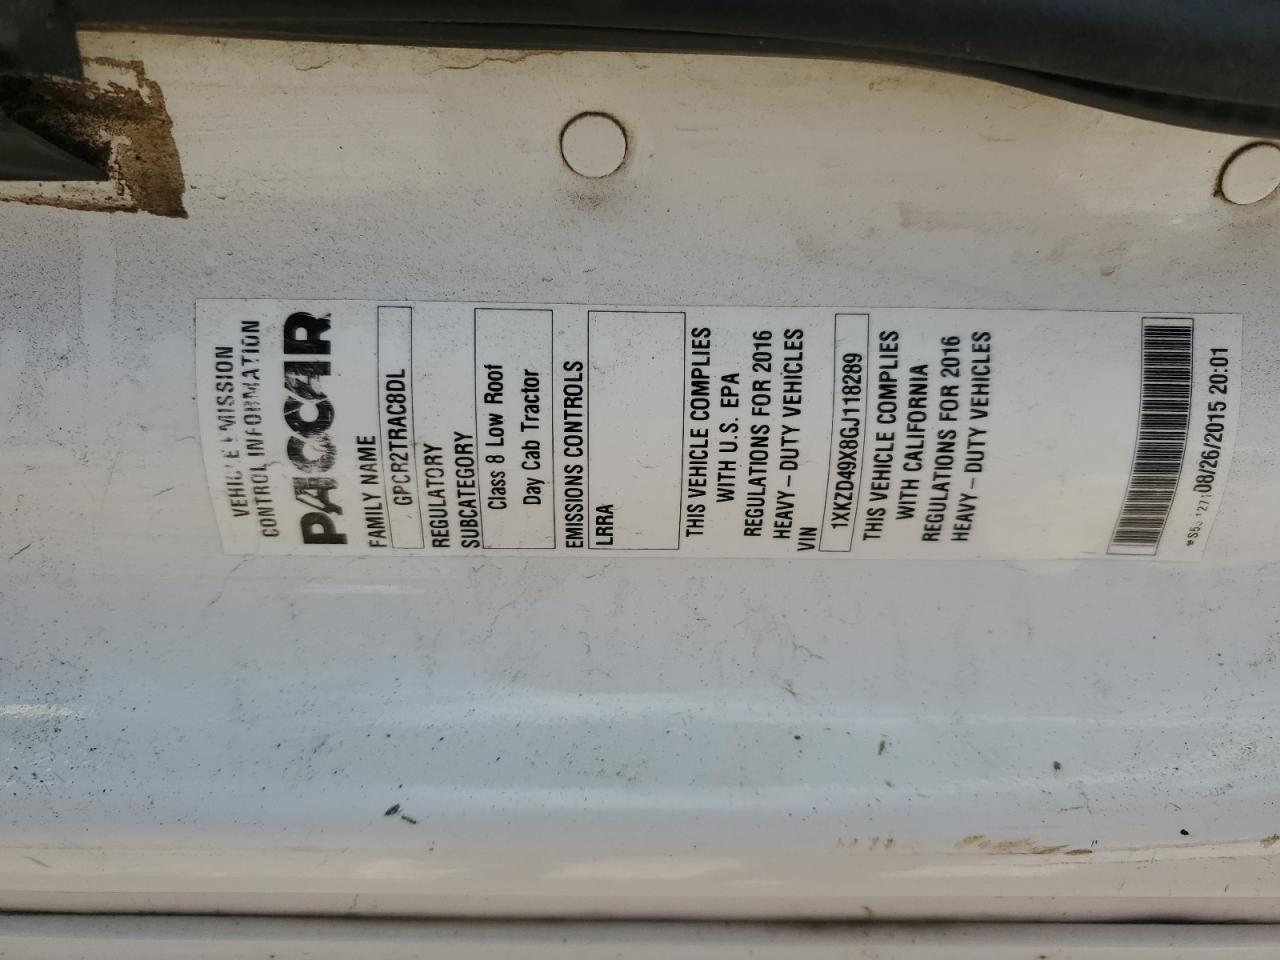 VEHICLE EMISSION
CONTROL INFORMATION
PACCAR
FAMILY NAME
GPCR2TRAC8DL
REGULATORY
SUBCATEGORY
Class 8 Low Roof
Day Cab Tractor
EMISSIONS CONTROLS
LRRA
THIS VEHICLE COMPLIES
WITH U.S. EPA
REGULATIONS FOR 2016
HEAVY – DUTY VEHICLES
VIN
1XKZD49X8GJ118289
THIS VEHICLE COMPLIES
WITH CALIFORNIA
REGULATIONS FOR 2016
HEAVY – DUTY VEHICLES
08/26/2015 20:01